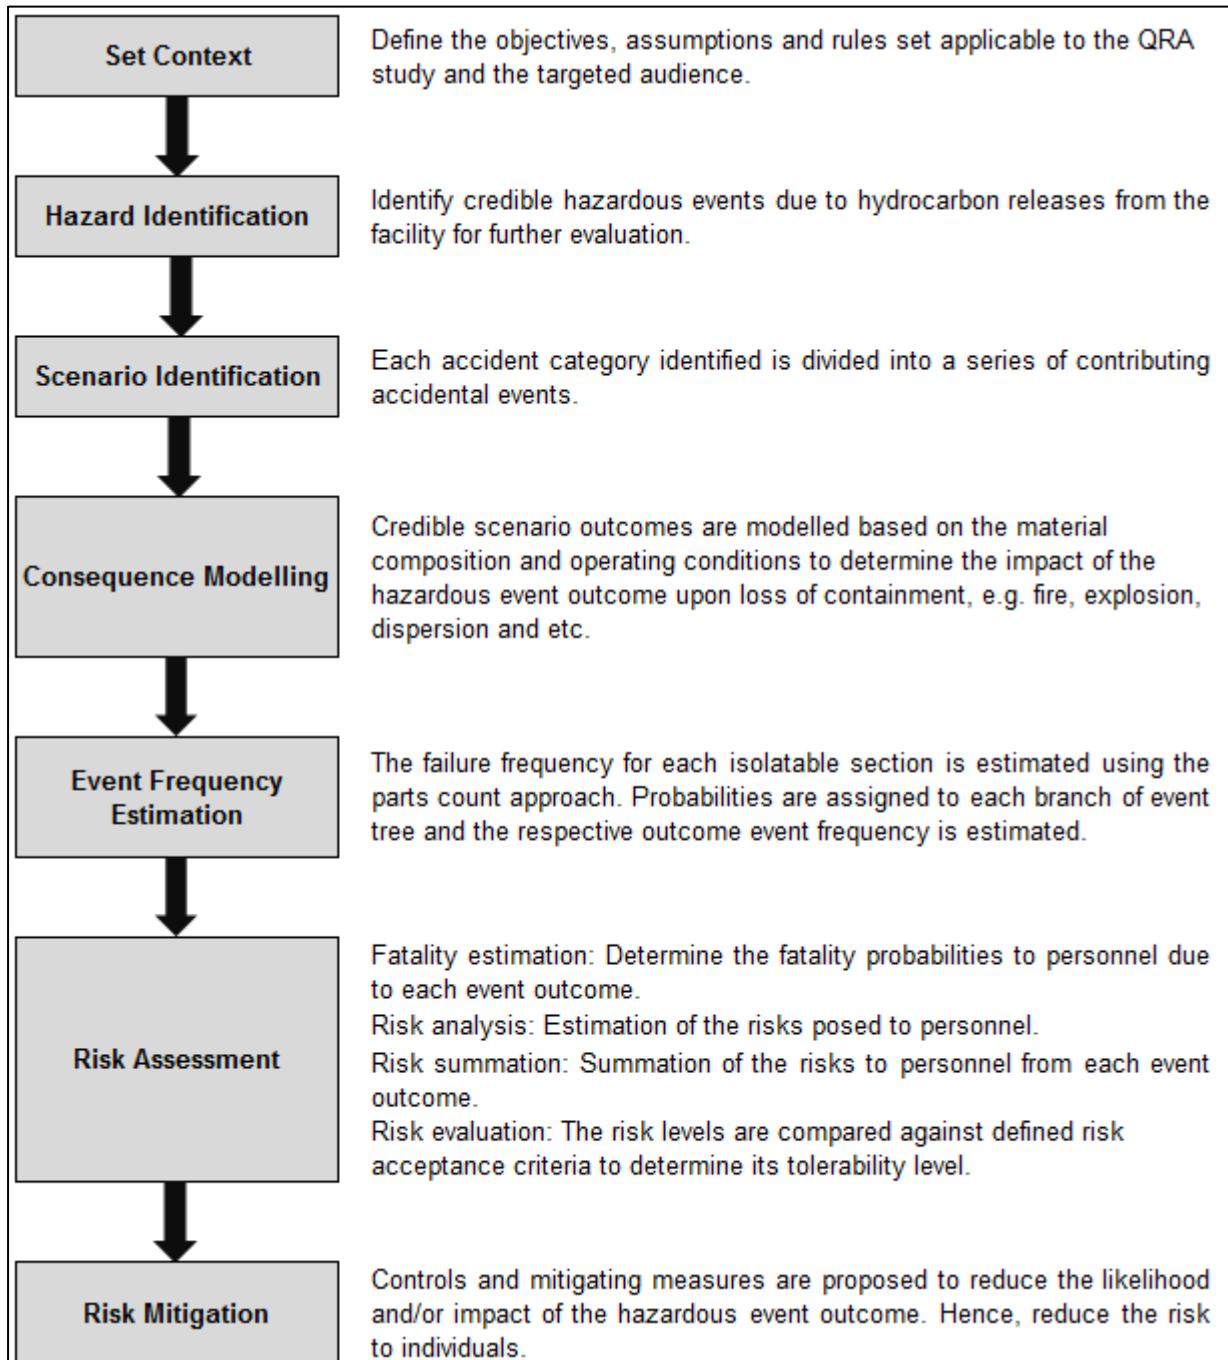 Set Context
Define the objectives, assumptions and rules set applicable to the QRA
study and the targeted audience.
Hazard Identification
Identify credible hazardous events due to hydrocarbon releases from the
facility for further evaluation.
Scenario Identification
Each accident category identified is divided into a series of contributing
accidental events.
Consequence Modelling
Credible scenario outcomes are modelled based on the material
composition and operating conditions to determine the impact of the
hazardous event outcome upon loss of containment, e.g. fire, explosion,
dispersion and etc.
Event Frequency
Estimation
The failure frequency for each isolatable section is estimated using the
parts count approach. Probabilities are assigned to each branch of event
tree and the respective outcome event frequency is estimated.
Risk Assessment
Fatality estimation: Determine the fatality probabilities to personnel due
to each event outcome.
Risk analysis: Estimation of the risks posed to personnel.
Risk summation: Summation of the risks to personnel from each event
outcome.
Risk evaluation: The risk levels are compared against defined risk
acceptance criteria to determine its tolerability level.
Risk Mitigation
Controls and mitigating measures are proposed to reduce the likelihood
and/or impact of the hazardous event outcome. Hence, reduce the risk
to individuals.